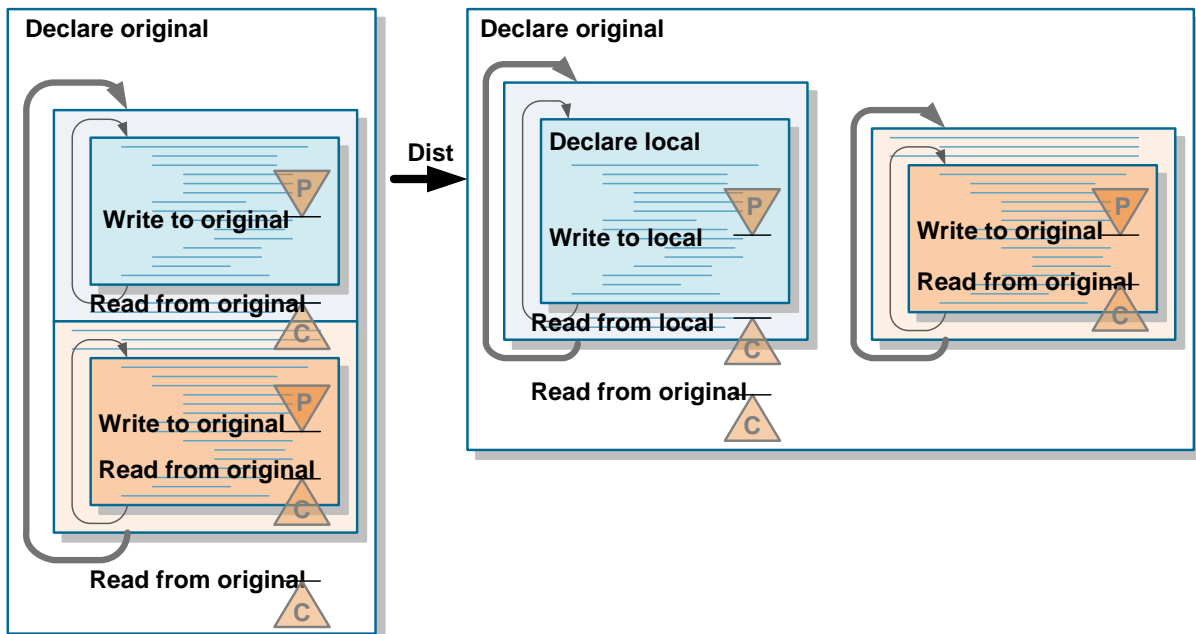 Declare original
P
Write to original
Read from original
C
P
Write to original
Read from original
C
Read from original
C
Dist
Declare original
Declare local
P
Write to local
Read from local
C
Read from original
C
P
Write to original
Read from original
C